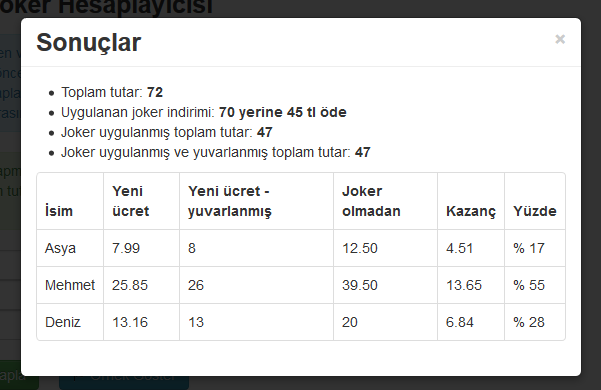 oker Hesaplayıcısı
Sonuçlar ×
Toplam tutar: 72
Uygulanan joker indirimi: 70 yerine 45 tl öde
Joker uygulanmış toplam tutar: 47
Joker uygulanmış ve yuvarlanmış toplam tutar: 47
İsim Yeni ücret Yeni ücret - yuvarlanmış Joker olmadan Kazanç Yüzde
Asya 7.99 8 12.50 4.51 % 17
Mehmet 25.85 26 39.50 13.65 % 55
Deniz 13.16 13 20 6.84 % 28